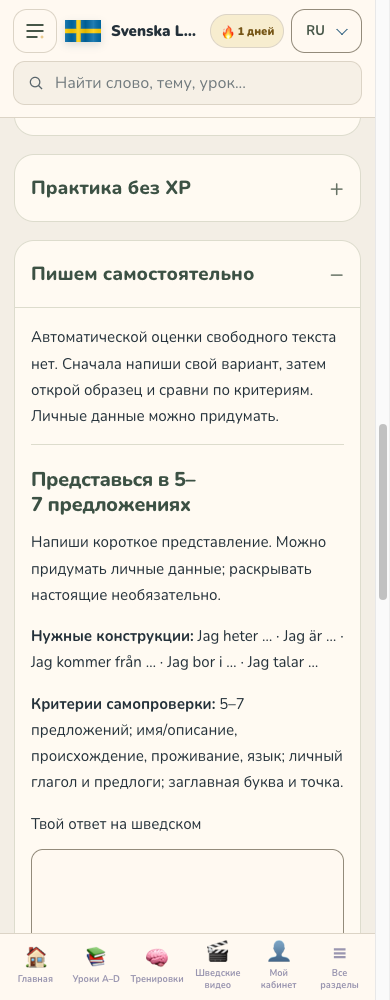 Svenska L...
1 дней
RU
Найти слово, тему, урок...
Практика без XP
Пишем самостоятельно
Автоматической оценки свободного текста
нет. Сначала напиши свой вариант, затем
открой образец и сравни по критериям.
Личные данные можно придумать.
Представься в 5–
7 предложениях
Напиши короткое представление. Можно
придумать личные данные; раскрывать
настоящие необязательно.
Нужные конструкции: Jag heter … · Jag är … ·
Jag kommer från … · Jag bor i … · Jag talar …
Критерии самопроверки: 5–7
предложений; имя/описание,
происхождение, проживание, язык; личный
глагол и предлоги; заглавная буква и точка.
Твой ответ на шведском
Главная
Уроки A–D
Тренировки
Шведские
видео
Мой
кабинет
Все
разделы